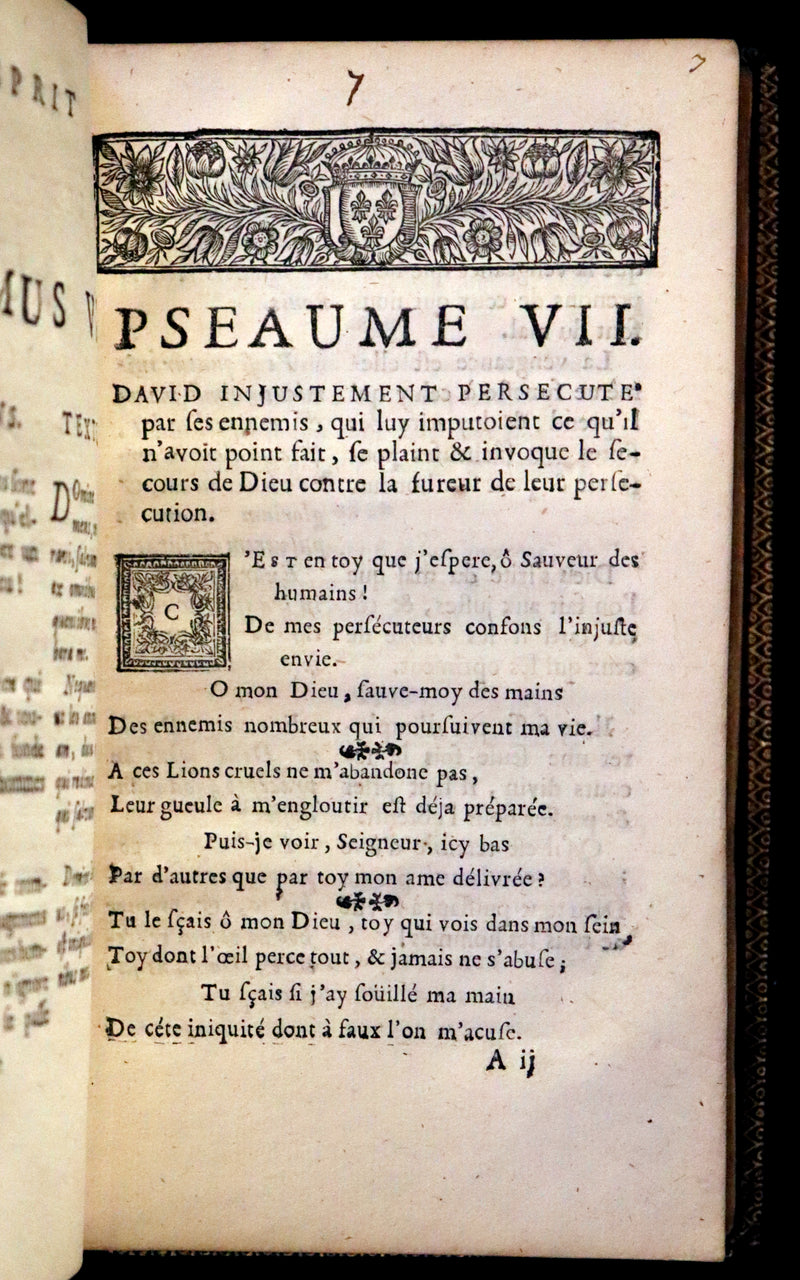 7
7
PRIT
MUS
PSEAUME VII.
DAVID INJUSTEMENT PERSECUTE'
par ſes ennemis, qui luy imputoient ce qu'il
n'avoit point fait, ſe plaint & invoque le ſe-
cours de Dieu contre la fureur de leur perſe-
cution.
C'EST en toy que j'eſpere, ô Sauveur des
humains !
De mes perſécuteurs confons l'injuſte
envie.
O mon Dieu, ſauve-moy des mains
Des ennemis nombreux qui pourſuivent ma vie.
A ces Lions cruels ne m'abandone pas,
Leur gueule à m'engloutir eſt déja préparée.
Puis-je voir, Seigneur, icy bas
Par d'autres que par toy mon ame délivrée ?
Tu le ſçais ô mon Dieu, toy qui vois dans mon ſein,
Toy dont l'œil perce tout, & jamais ne s'abuſe ;
Tu ſçais ſi j'ay foüillé ma main
De céte iniquité dont à faux l'on m'acuſe.
A ij